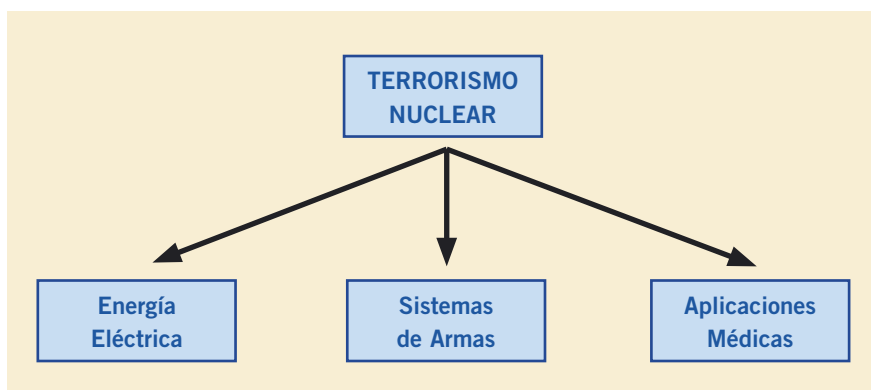 TERRORISMO
NUCLEAR
Energía
Eléctrica
Sistemas
de Armas
Aplicaciones
Médicas